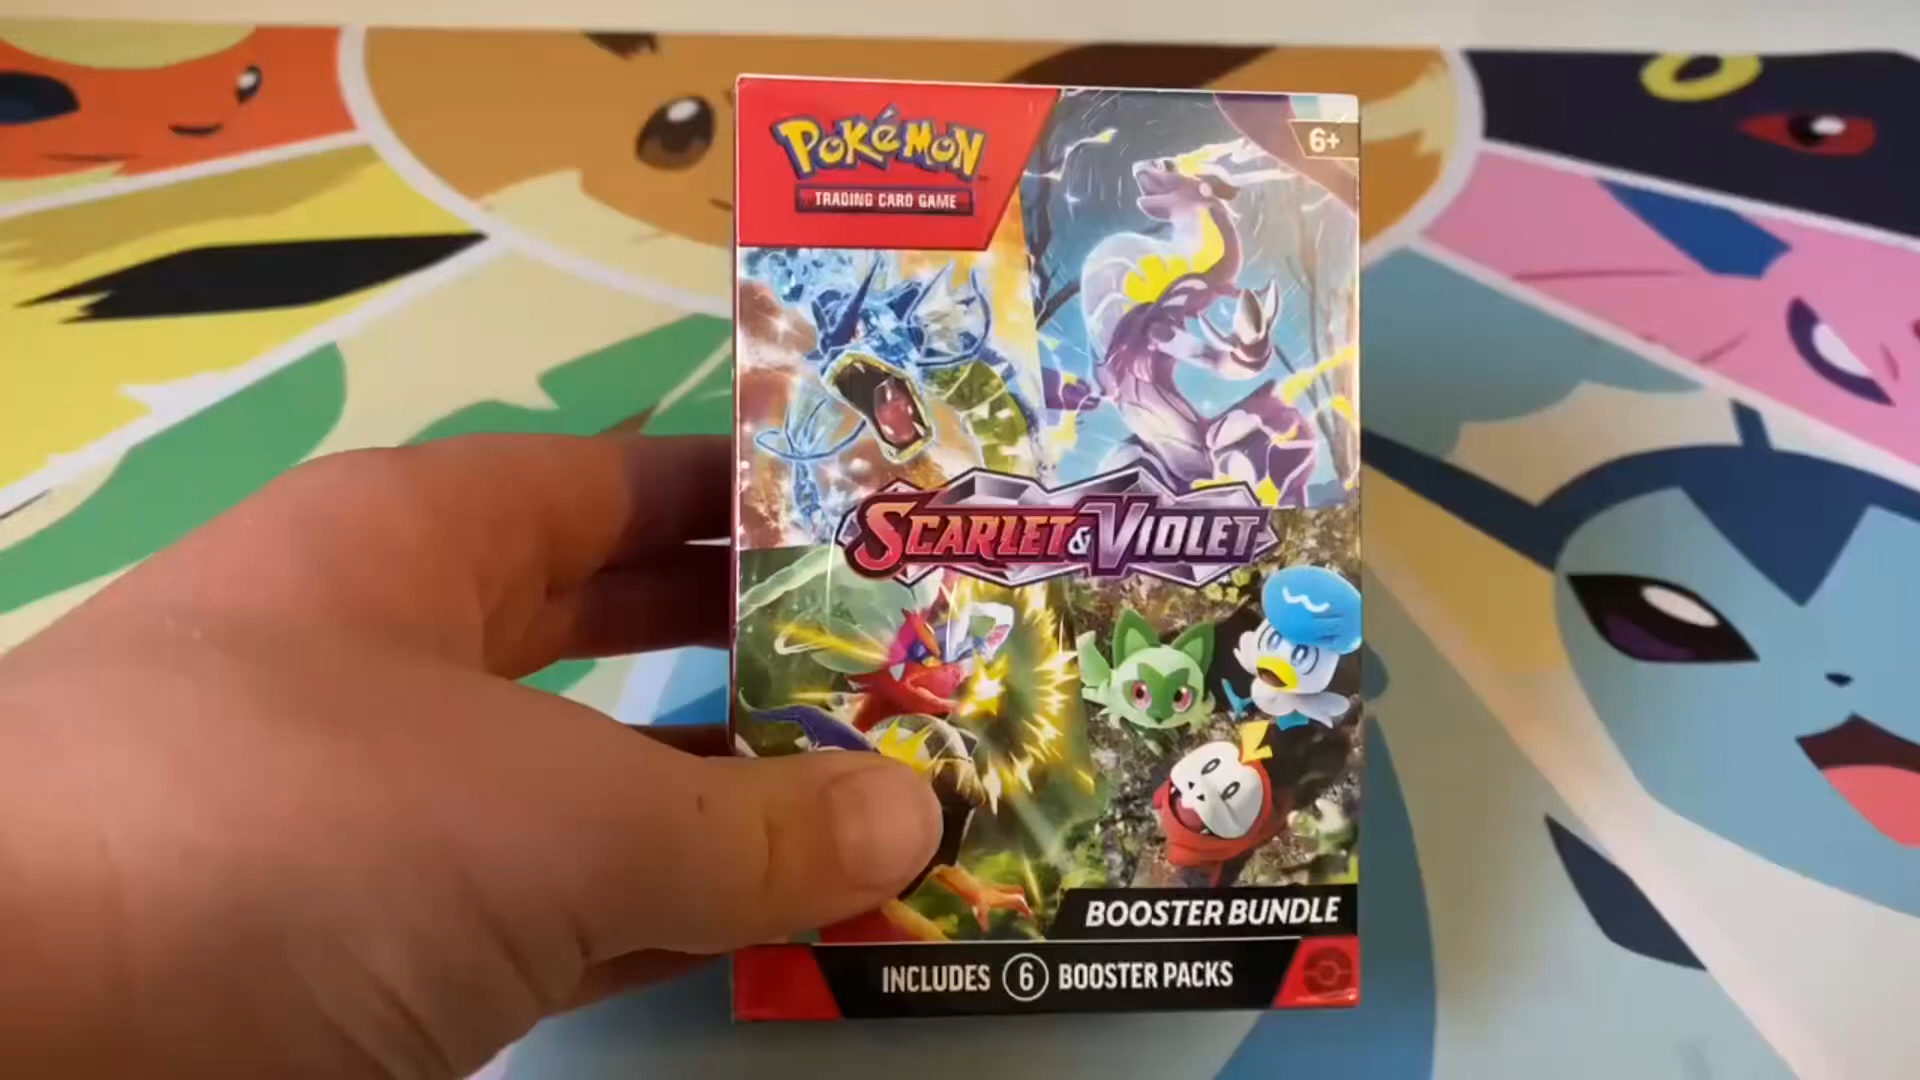 POKéMON
TRADING CARD GAME
6+
SCARLET & VIOLET
BOOSTER BUNDLE
INCLUDES 6 BOOSTER PACKS